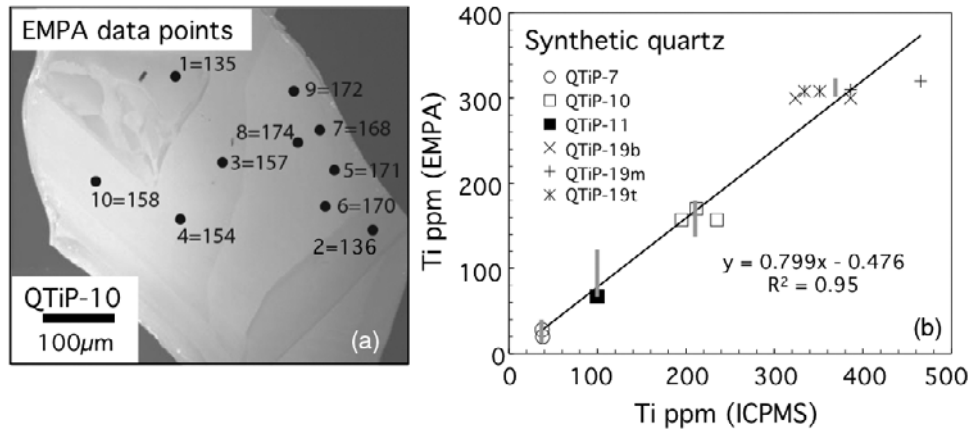 EMPA data points
1=135
9=172
8=174
7=168
3=157
5=171
10=158
6=170
4=154
2=136
QTiP-10
100µm
(a)
Ti ppm (EMPA)
400
300
200
100
0
Synthetic quartz
QTiP-7
QTiP-10
QTiP-11
QTiP-19b
QTiP-19m
QTiP-19t
y = 0.799x - 0.476
R² = 0.95
(b)
0 100 200 300 400 500
Ti ppm (ICPMS)